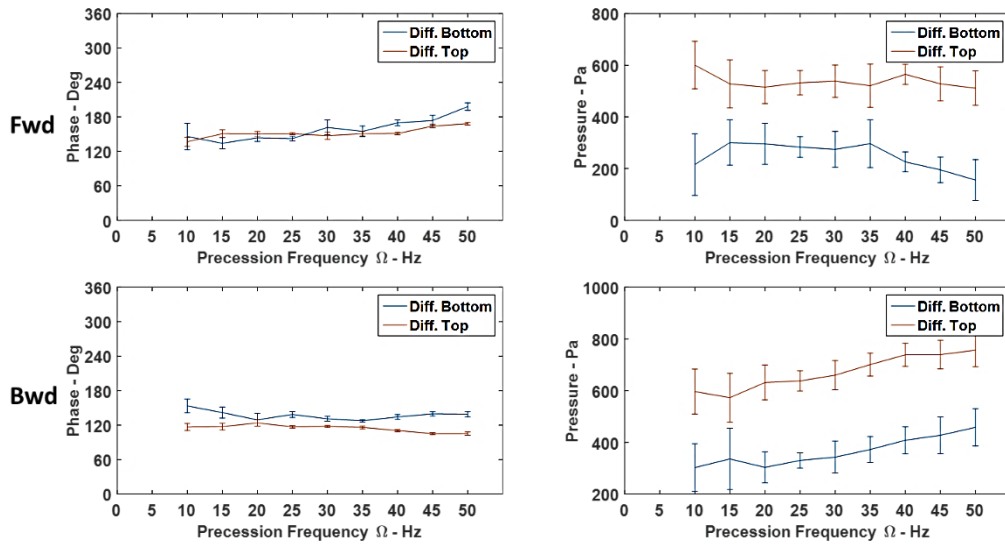 Fwd
Phase - Deg
360
300
240
180
120
60
0
0 5 10 15 20 25 30 35 40 45 50
Precession Frequency Ω - Hz
Diff. Bottom
Diff. Top
Pressure - Pa
800
600
400
200
0
0 5 10 15 20 25 30 35 40 45 50
Precession Frequency Ω - Hz
Diff. Bottom
Diff. Top
Bwd
Phase - Deg
360
300
240
180
120
60
0
0 5 10 15 20 25 30 35 40 45 50
Precession Frequency Ω - Hz
Diff. Bottom
Diff. Top
Pressure - Pa
1000
800
600
400
200
0 5 10 15 20 25 30 35 40 45 50
Precession Frequency Ω - Hz
Diff. Bottom
Diff. Top